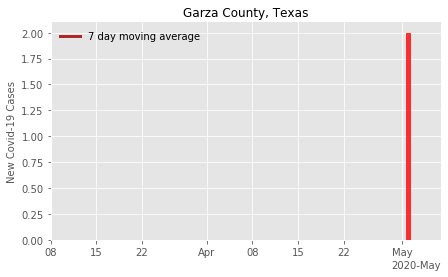 Garza County, Texas
7 day moving average
New Covid-19 Cases
2.00
1.75
1.50
1.25
1.00
0.75
0.50
0.25
0.00
08 15 22 Apr 08 15 22 May
2020-May